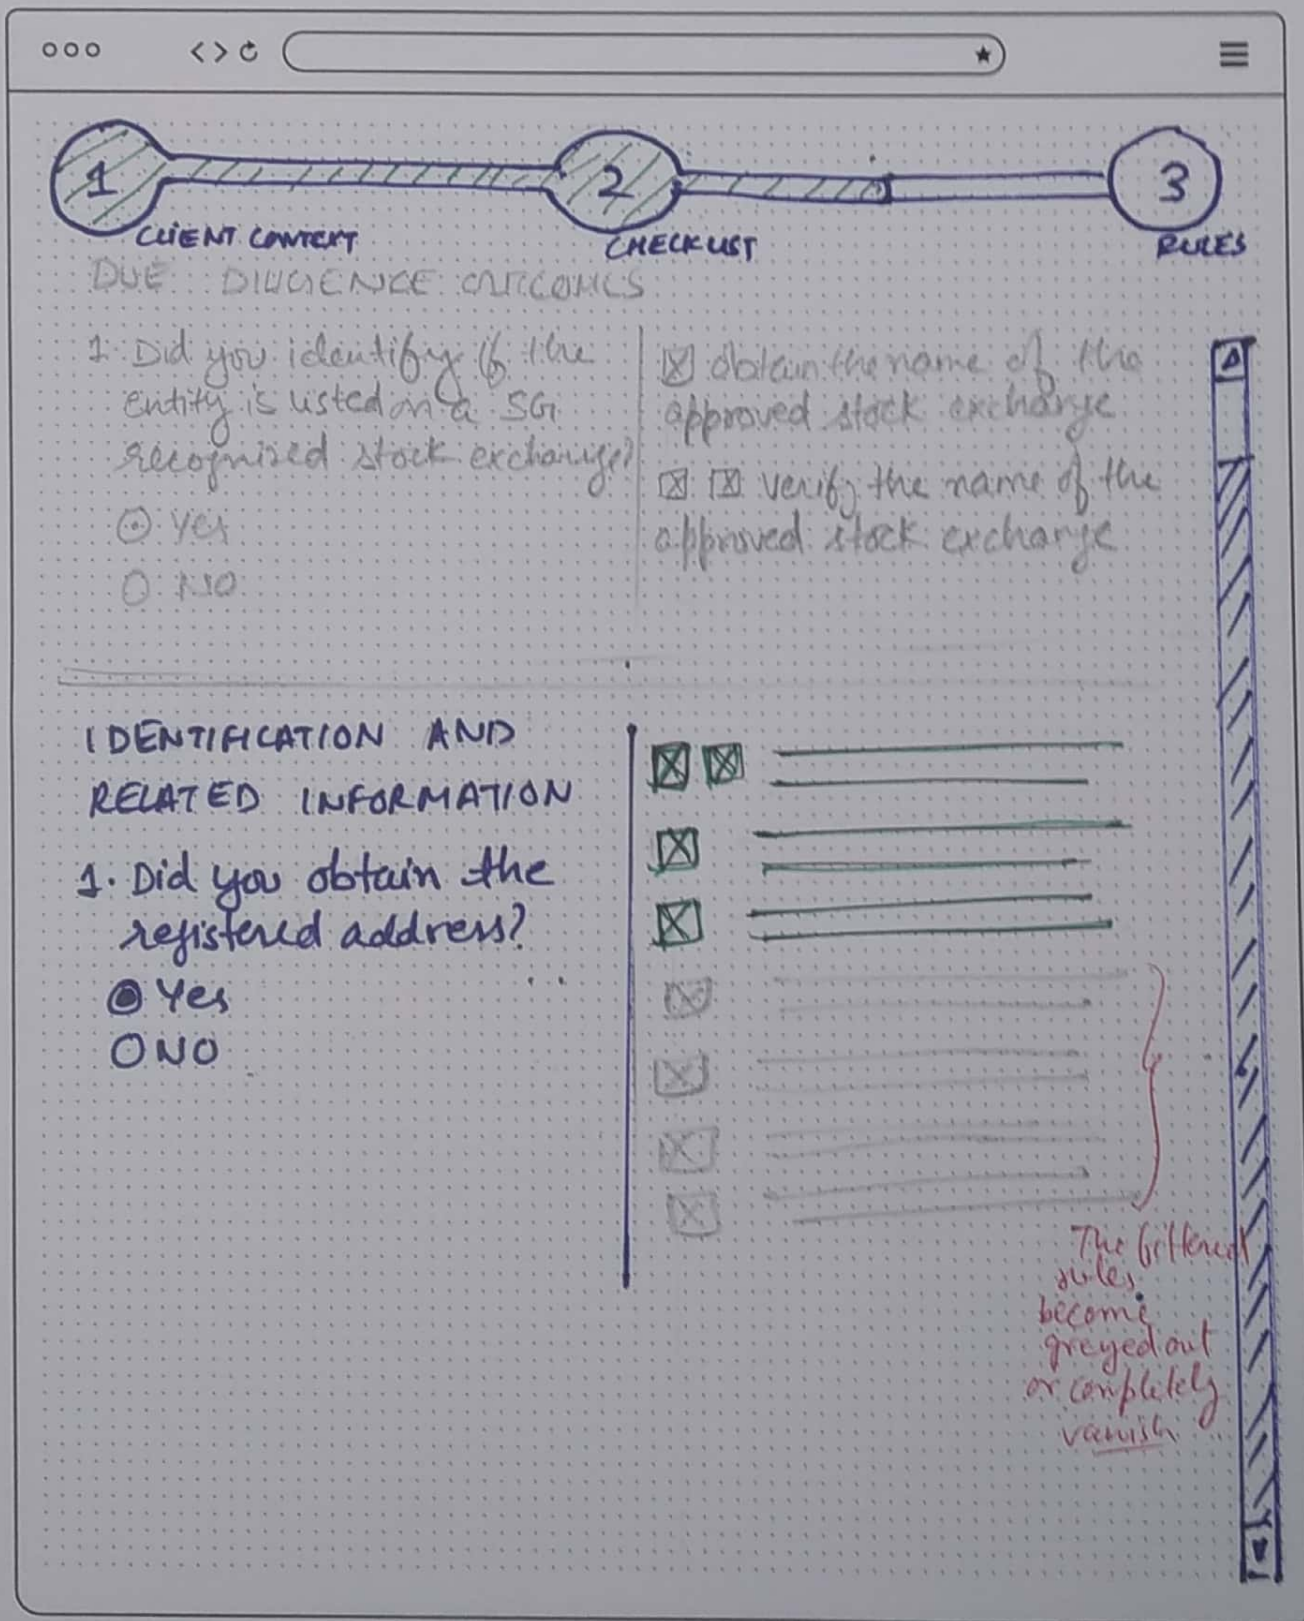 1
2
3
CLIENT CONTEXT
CHECKLIST
RULES
DUE DILIGENCE OUTCOMES
1. Did you identify if the
entity is listed on a SG
recognized stock exchange?
Yes
NO
obtain the name of the
approved stock exchange
verify the name of the
approved stock exchange
IDENTIFICATION AND
RELATED INFORMATION
1. Did you obtain the
registered address?
Yes
NO
The
rules
become
greyed out
or completely
vanish